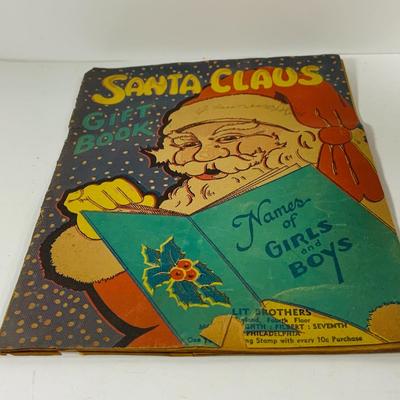 SANTA CLAUS
GIFT
BOOK
Names
of
GIRLS
and
BOYS
LIT BROTHERS
Fourth Floor
FILBERT : SEVENTH
PHILADELPHIA
One Stamp with every 10c Purchase